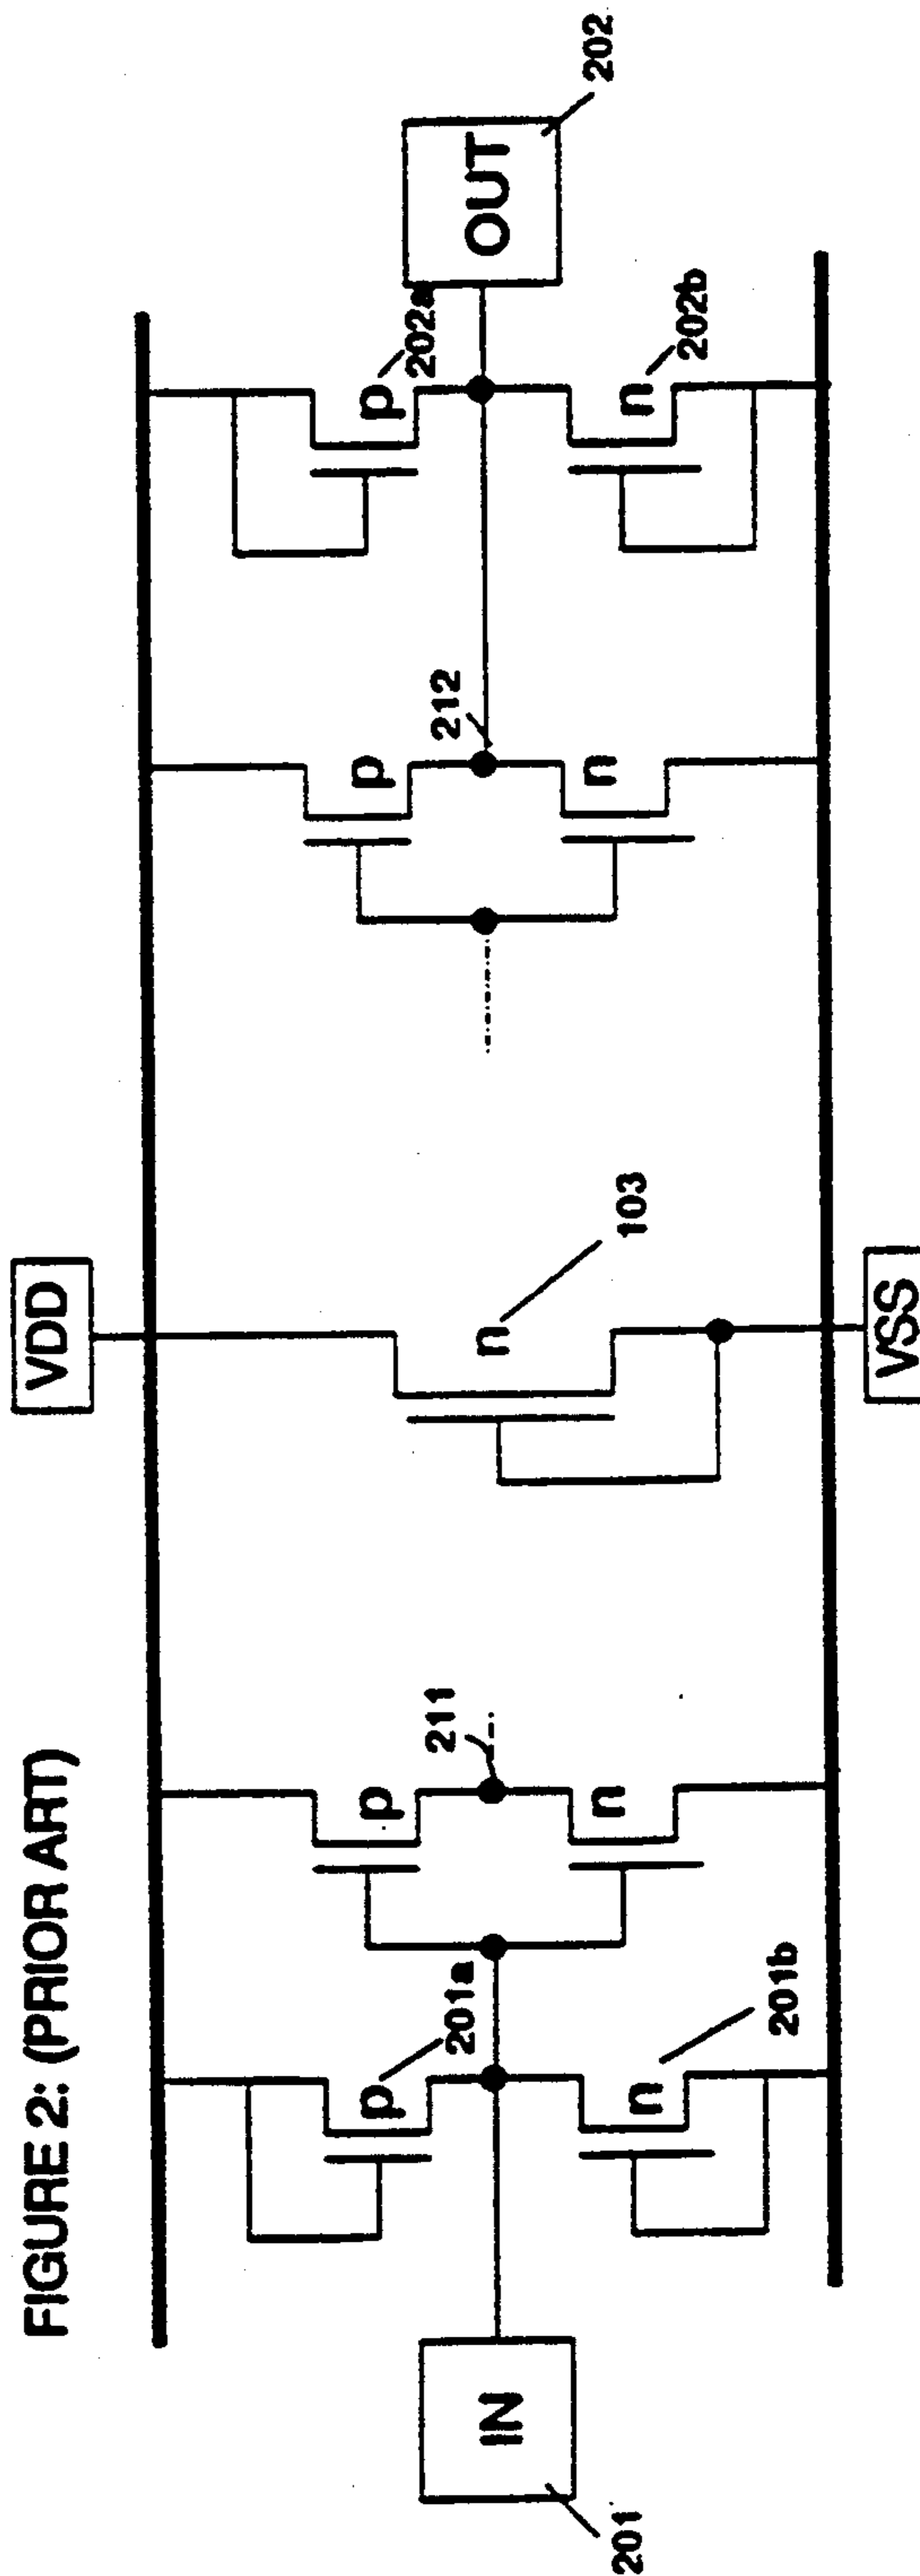 FIGURE 2: (PRIOR ART)
VDD
p
201a
p
211
n
103
p
212
p
202a
IN
201
OUT
202
n
201b
n
n
n
202b
VSS